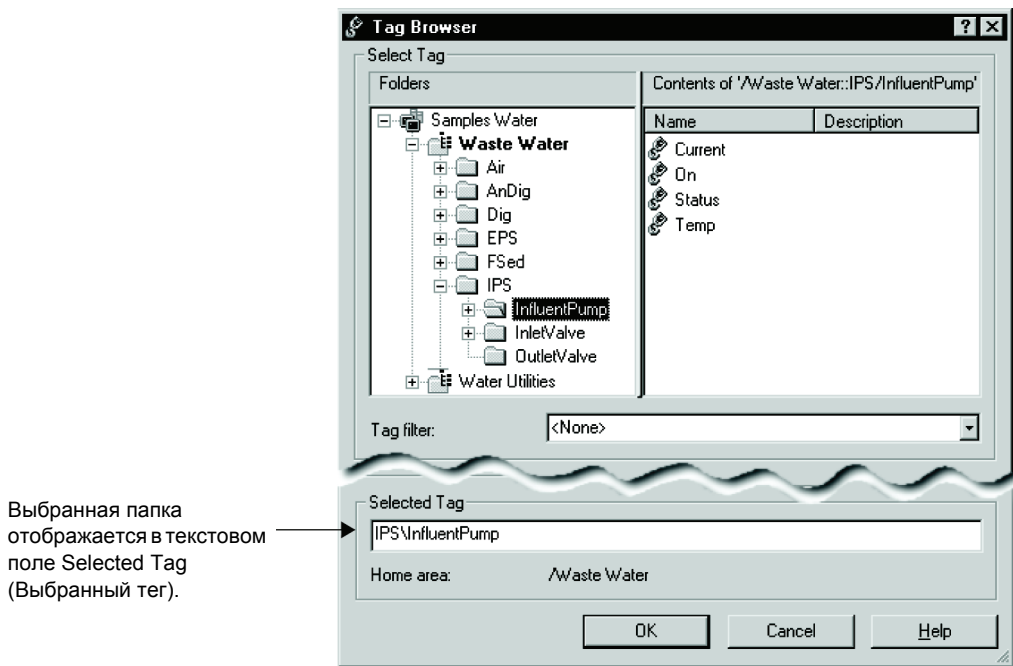 Tag Browser
Select Tag
Folders
Contents of '/Waste Water::IPS/InfluentPump'
Samples Water
Waste Water
Air
AnDig
Dig
EPS
FSed
IPS
InfluentPump
InletValve
OutletValve
Water Utilities
Name Description
Current
On
Status
Temp
Tag filter: <None>
Выбранная папка
отображается в текстовом
поле Selected Tag
(Выбранный тег).
Selected Tag
IPS\InfluentPump
Home area: /Waste Water
OK Cancel Help